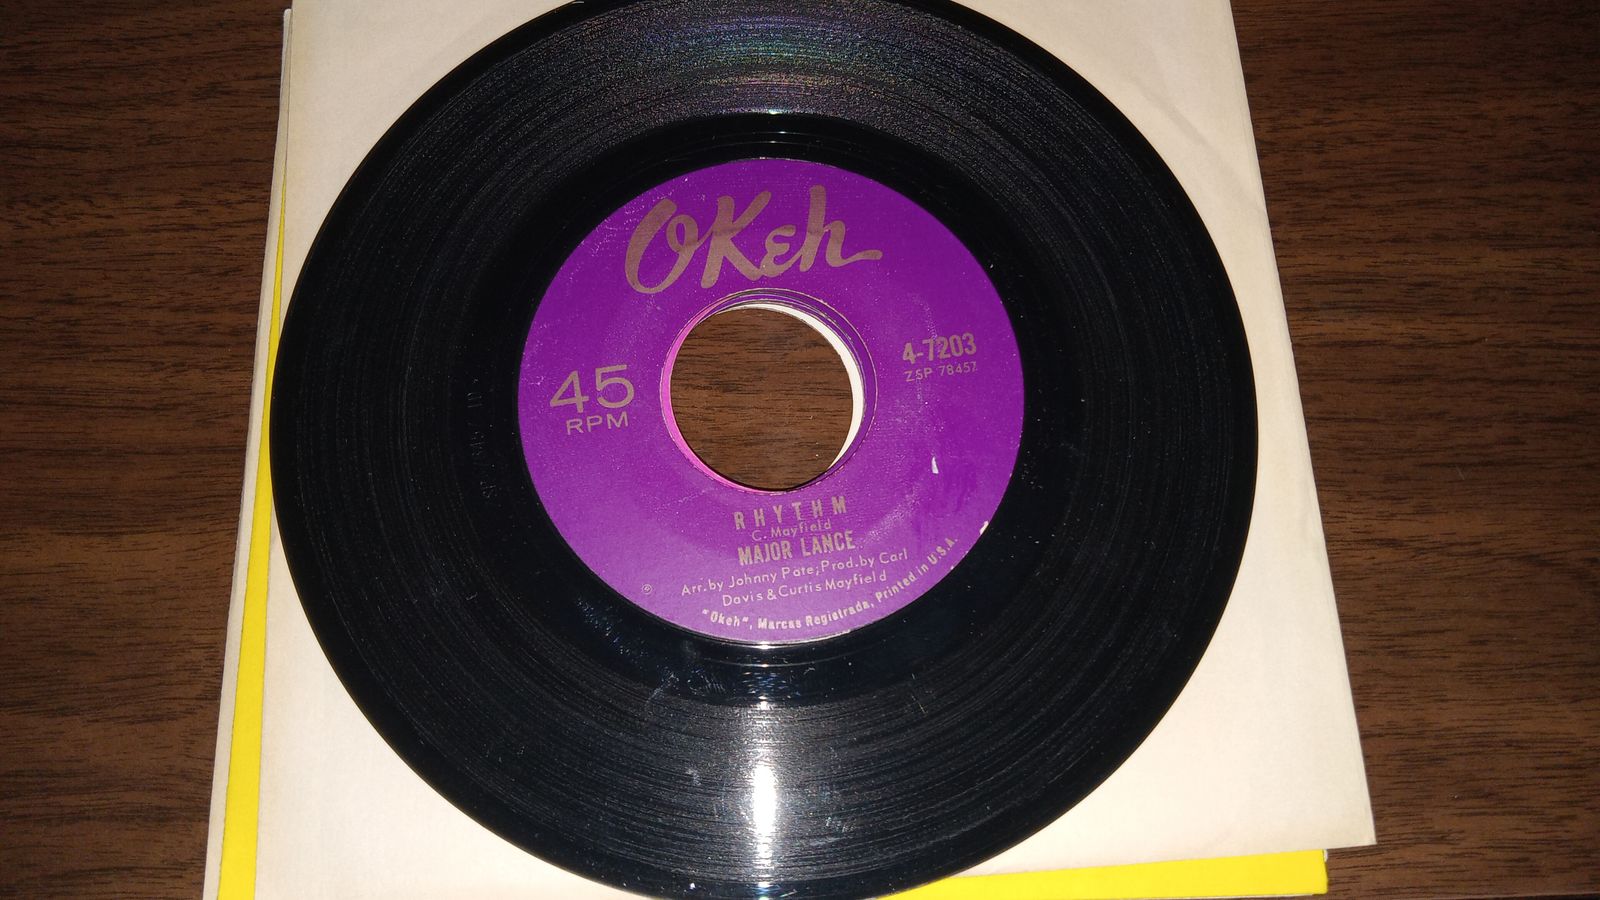 OKeh
45
RPM
4-7203
ZSP 78457
RHYTHM
C. Mayfield
MAJOR LANCE
Arr. by Johnny Pate; Prod. by Carl
Davis & Curtis Mayfield
"Okeh", Marcas Registrada, Printed in U.S.A.